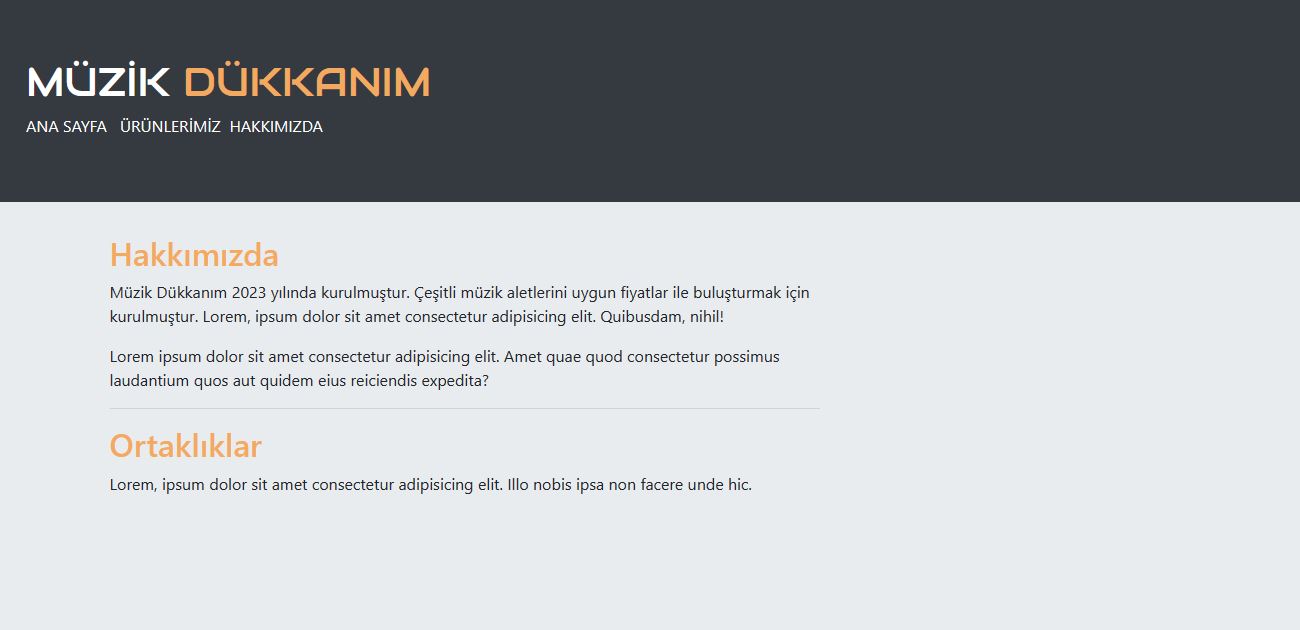 MÜZİK DÜKKANIM
ANA SAYFA ÜRÜNLERİMİZ HAKKIMIZDA
Hakkımızda
Müzik Dükkanım 2023 yılında kurulmuştur. Çeşitli müzik aletlerini uygun fiyatlar ile buluşturmak için
kurulmuştur. Lorem, ipsum dolor sit amet consectetur adipisicing elit. Quibusdam, nihil!
Lorem ipsum dolor sit amet consectetur adipisicing elit. Amet quae quod consectetur possimus
laudantium quos aut quidem eius reiciendis expedita?
Ortaklıklar
Lorem, ipsum dolor sit amet consectetur adipisicing elit. Illo nobis ipsa non facere unde hic.